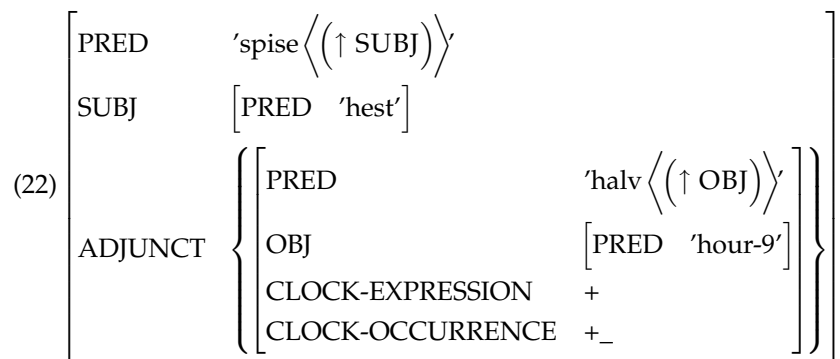 PRED 'spise⟨(↑ SUBJ)⟩'
SUBJ [PRED 'hest']
(22)
PRED 'halv⟨(↑ OBJ)⟩'
ADJUNCT OBJ [PRED 'hour-9']
CLOCK-EXPRESSION +
CLOCK-OCCURRENCE +_